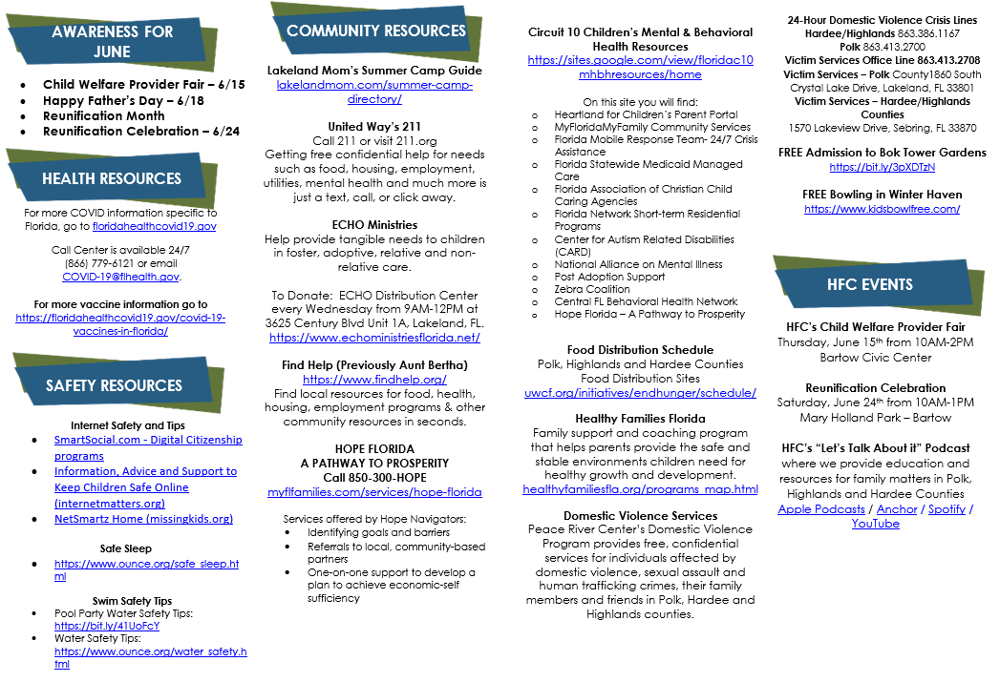 AWARENESS FOR
JUNE
• Child Welfare Provider Fair – 6/15
• Happy Father's Day – 6/18
• Reunification Month
• Reunification Celebration – 6/24
HEALTH RESOURCES
For more COVID information specific to
Florida, go to floridahealthcovid19.gov
Call Center is available 24/7
(866) 779-6121 or email
COVID-19@flhealth.gov.
For more vaccine information go to
https://floridahealthcovid19.gov/covid-19-
vaccines-in-florida/
SAFETY RESOURCES
Internet Safety and Tips
• SmartSocial.com - Digital Citizenship
programs
• Information, Advice and Support to
Keep Children Safe Online
(internetmatters.org)
• NetSmartz Home (missingkids.org)
Safe Sleep
• https://www.ounce.org/safe_sleep.ht
ml
Swim Safety Tips
• Pool Party Water Safety Tips:
https://bit.ly/41UoFcY
• Water Safety Tips:
https://www.ounce.org/water_safety.h
tml
COMMUNITY RESOURCES
Lakeland Mom's Summer Camp Guide
lakelandmom.com/summer-camp-
directory/
United Way's 211
Call 211 or visit 211.org
Getting free confidential help for needs
such as food, housing, employment,
utilities, mental health and much more is
just a text, call, or click away.
ECHO Ministries
Help provide tangible needs to children
in foster, adoptive, relative and non-
relative care.
To Donate: ECHO Distribution Center
every Wednesday from 9AM-12PM at
3625 Century Blvd Unit 1A, Lakeland, FL.
https://www.echoministriesflorida.net/
Find Help (Previously Aunt Bertha)
https://www.findhelp.org/
Find local resources for food, health,
housing, employment programs & other
community resources in seconds.
HOPE FLORIDA
A PATHWAY TO PROSPERITY
Call 850-300-HOPE
myflfamilies.com/services/hope-florida
Services offered by Hope Navigators:
• Identifying goals and barriers
• Referrals to local, community-based
partners
• One-on-one support to develop a
plan to achieve economic-self
sufficiency
Circuit 10 Children's Mental & Behavioral
Health Resources
https://sites.google.com/view/floridac10
mhbhresources/home
On this site you will find:
o Heartland for Children's Parent Portal
o MyFloridaMyFamily Community Services
o Florida Mobile Response Team- 24/7 Crisis
Assistance
o Florida Statewide Medicaid Managed
Care
o Florida Association of Christian Child
Caring Agencies
o Florida Network Short-term Residential
Programs
o Center for Autism Related Disabilities
(CARD)
o National Alliance on Mental Illness
o Post Adoption Support
o Zebra Coalition
o Central FL Behavioral Health Network
o Hope Florida – A Pathway to Prosperity
Food Distribution Schedule
Polk, Highlands and Hardee Counties
Food Distribution Sites
uwcf.org/initiatives/endhunger/schedule/
Healthy Families Florida
Family support and coaching program
that helps parents provide the safe and
stable environments children need for
healthy growth and development.
healthyfamiliesfla.org/programs_map.html
Domestic Violence Services
Peace River Center's Domestic Violence
Program provides free, confidential
services for individuals affected by
domestic violence, sexual assault and
human trafficking crimes, their family
members and friends in Polk, Hardee and
Highlands counties.
24-Hour Domestic Violence Crisis Lines
Hardee/Highlands 863.386.1167
Polk 863.413.2700
Victim Services Office Line 863.413.2708
Victim Services – Polk County1860 South
Crystal Lake Drive, Lakeland, FL 33801
Victim Services – Hardee/Highlands
Counties
1570 Lakeview Drive, Sebring, FL 33870
FREE Admission to Bok Tower Gardens
https://bit.ly/3pXDTzN
FREE Bowling in Winter Haven
https://www.kidsbowlfree.com/
HFC EVENTS
HFC's Child Welfare Provider Fair
Thursday, June 15th from 10AM-2PM
Bartow Civic Center
Reunification Celebration
Saturday, June 24th from 10AM-1PM
Mary Holland Park – Bartow
HFC's "Let's Talk About it" Podcast
where we provide education and
resources for family matters in Polk,
Highlands and Hardee Counties
Apple Podcasts / Anchor / Spotify /
YouTube